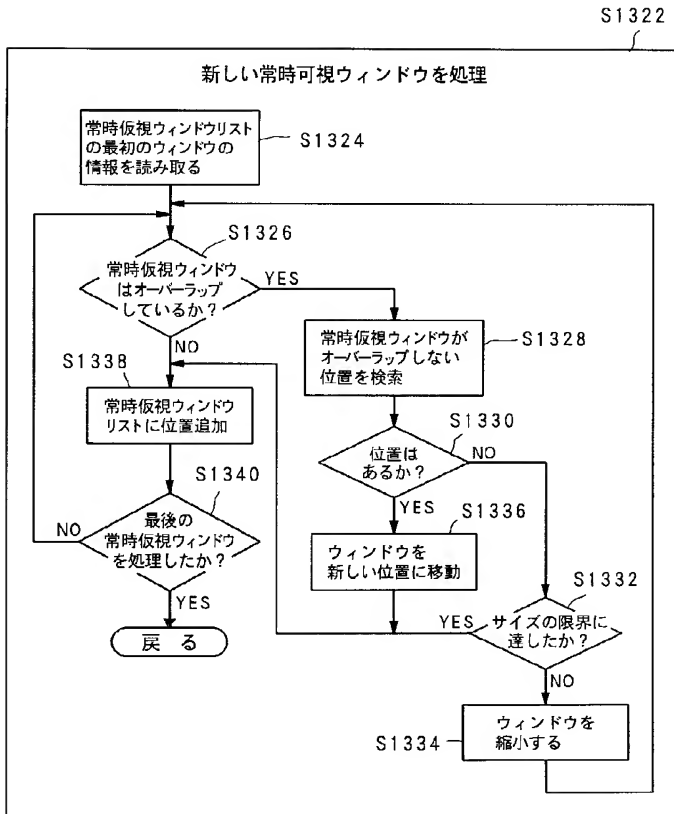 S1322
新しい常時可視ウィンドウを処理
常時仮視ウィンドウリスト
の最初のウィンドウの
情報を読み取る
S1324
S1326
常時仮視ウィンドウ
はオーバーラップ
しているか?
YES
NO
常時仮視ウィンドウが
オーバーラップしない
位置を検索
S1328
S1338
常時仮視ウィンドウ
リストに位置追加
S1330
位置は
あるか?
NO
YES
S1340
最後の
常時仮視ウィンドウ
を処理したか?
NO
YES
戻る
S1336
ウィンドウを
新しい位置に移動
S1332
サイズの限界に
達したか?
YES
NO
ウィンドウを
縮小する
S1334